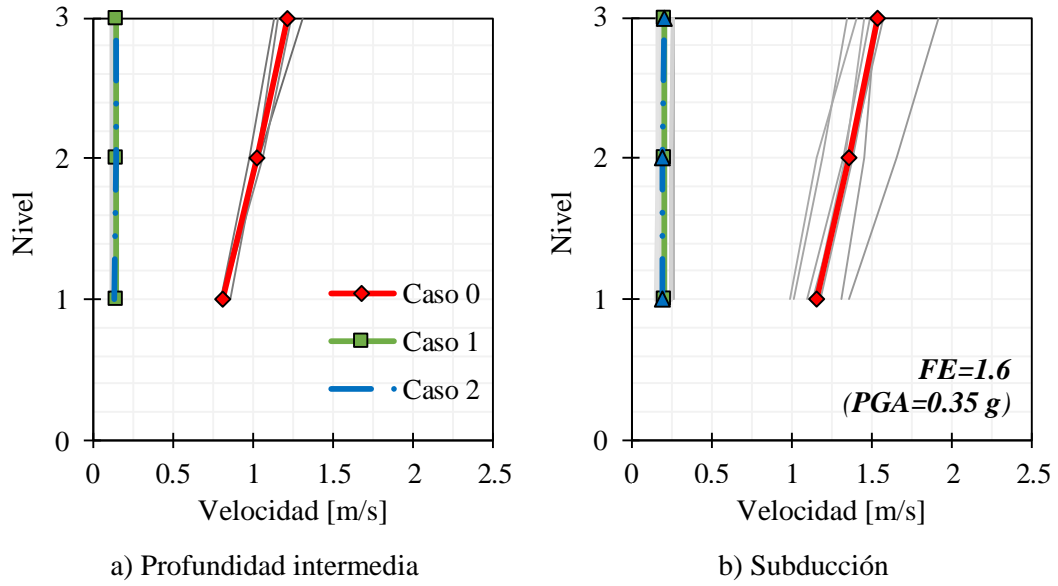 3
2
1
0
Nivel
0
0.5
1
1.5
2
2.5
Velocidad [m/s]
Caso 0
Caso 1
Caso 2
a) Profundidad intermedia
3
2
1
0
Nivel
0
0.5
1
1.5
2
2.5
Velocidad [m/s]
FE=1.6
(PGA=0.35 g)
b) Subducción